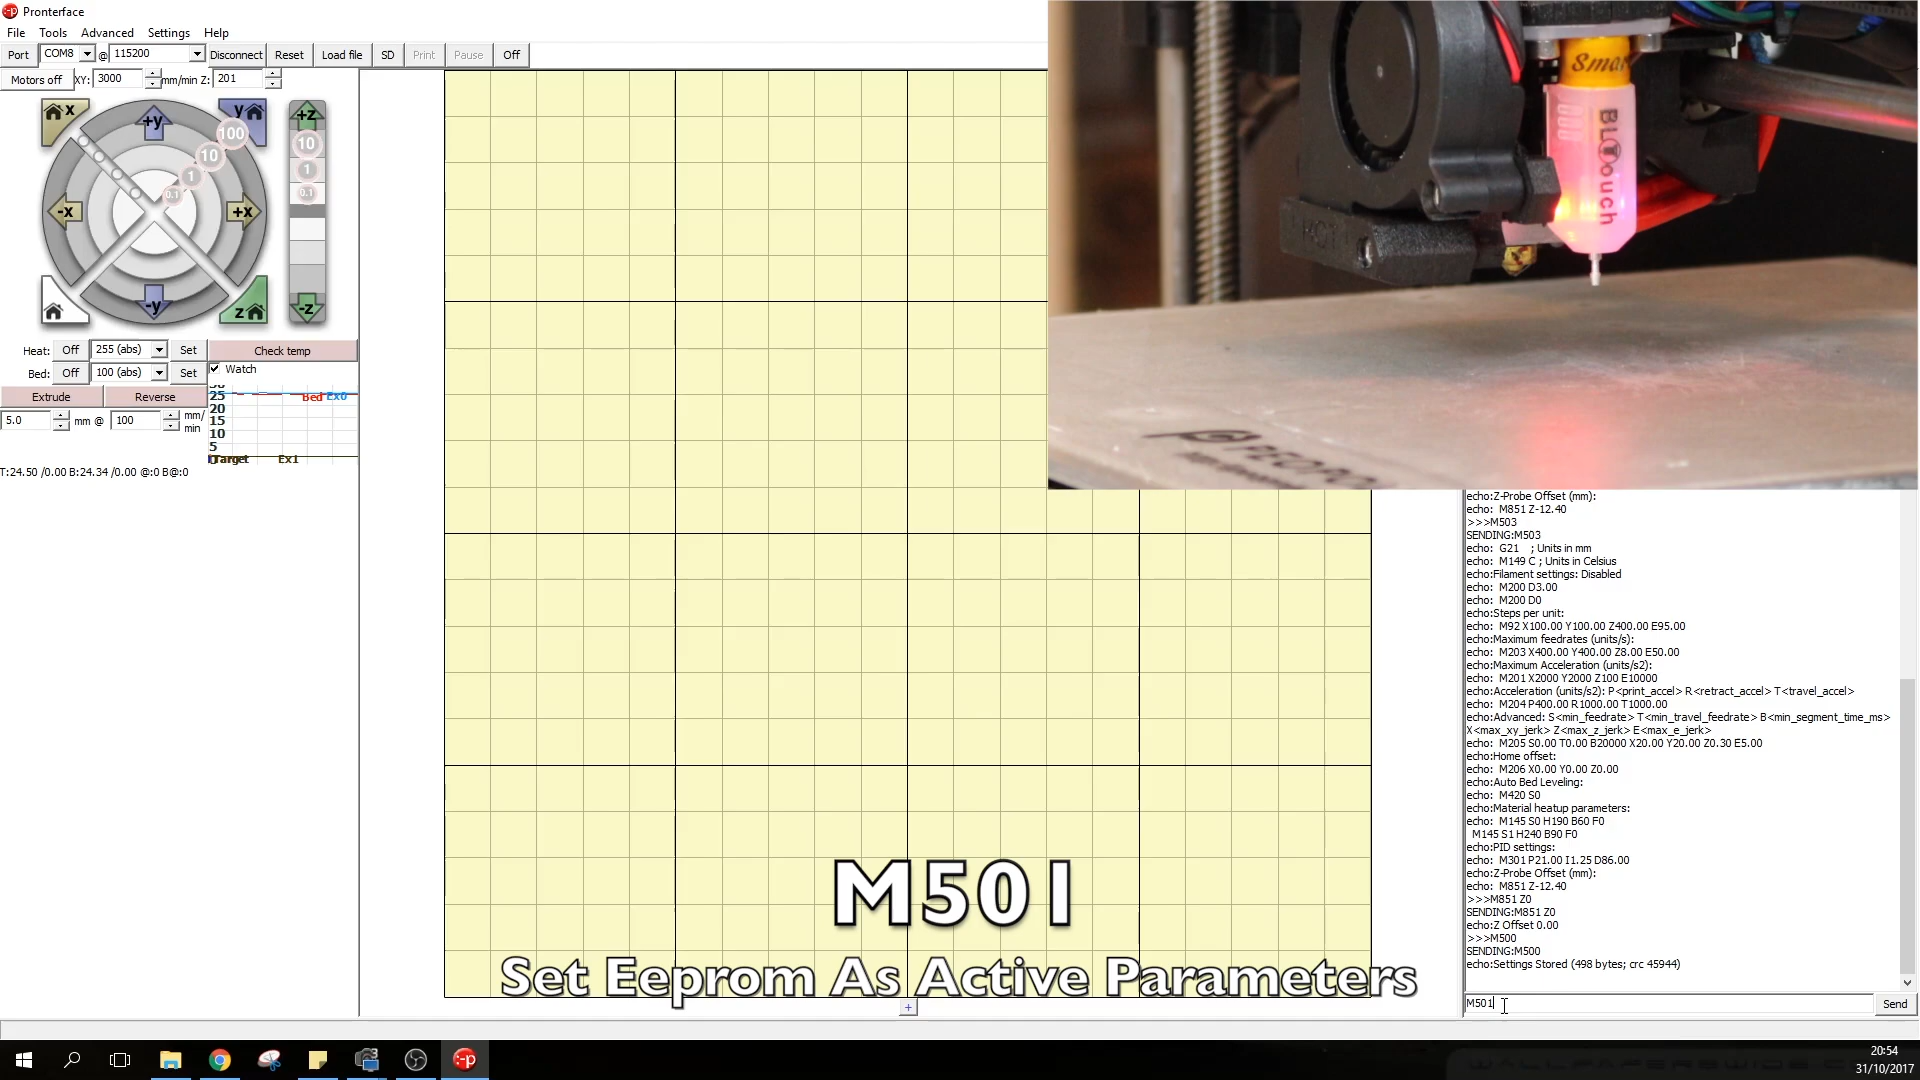 Pronterface
File Tools Advanced Settings Help
Port COM8 @ 115200 Disconnect Reset Load file SD Print Pause Off
Motors off XY: 3000 mm/min Z: 201
x y +z
+y 100
10 10
1 1
0.1 0.1
-x +x
-y -z
z
Heat: Off 255 (abs) Set Check temp
Bed: Off 100 (abs) Set Watch
Extrude Reverse
5.0 mm @ 100 mm/
min
30
25 Bed Ex0
20
15
10
5
0 Target Ex1
T:24.50 /0.00 B:24.34 /0.00 @:0 B@:0
Smart
BLTouch
HOT
PEOPO
echo:Z-Probe Offset (mm):
echo:  M851 Z-12.40
>>>M503
SENDING:M503
echo:  G21    ; Units in mm
echo:  M149 C ; Units in Celsius
echo:Filament settings: Disabled
echo:  M200 D3.00
echo:  M200 D0
echo:Steps per unit:
echo:  M92 X100.00 Y100.00 Z400.00 E95.00
echo:Maximum feedrates (units/s):
echo:  M203 X400.00 Y400.00 Z8.00 E50.00
echo:Maximum Acceleration (units/s2):
echo:  M201 X2000 Y2000 Z100 E10000
echo:Acceleration (units/s2): P<print_accel> R<retract_accel> T<travel_accel>
echo:  M204 P400.00 R1000.00 T1000.00
echo:Advanced: S<min_feedrate> T<min_travel_feedrate> B<min_segment_time_ms>
X<max_xy_jerk> Z<max_z_jerk> E<max_e_jerk>
echo:  M205 S0.00 T0.00 B20000 X20.00 Y20.00 Z0.30 E5.00
echo:Home offset:
echo:  M206 X0.00 Y0.00 Z0.00
echo:Auto Bed Leveling:
echo:  M420 S0
echo:Material heatup parameters:
echo:  M145 S0 H190 B60 F0
  M145 S1 H240 B90 F0
echo:PID settings:
echo:  M301 P21.00 I1.25 D86.00
echo:Z-Probe Offset (mm):
echo:  M851 Z-12.40
>>>M851 Z0
SENDING:M851 Z0
echo:Z Offset 0.00
>>>M500
SENDING:M500
echo:Settings Stored (498 bytes; crc 45944)
M501 Send
M501
Set Eeprom As Active Parameters
+
20:54
31/10/2017